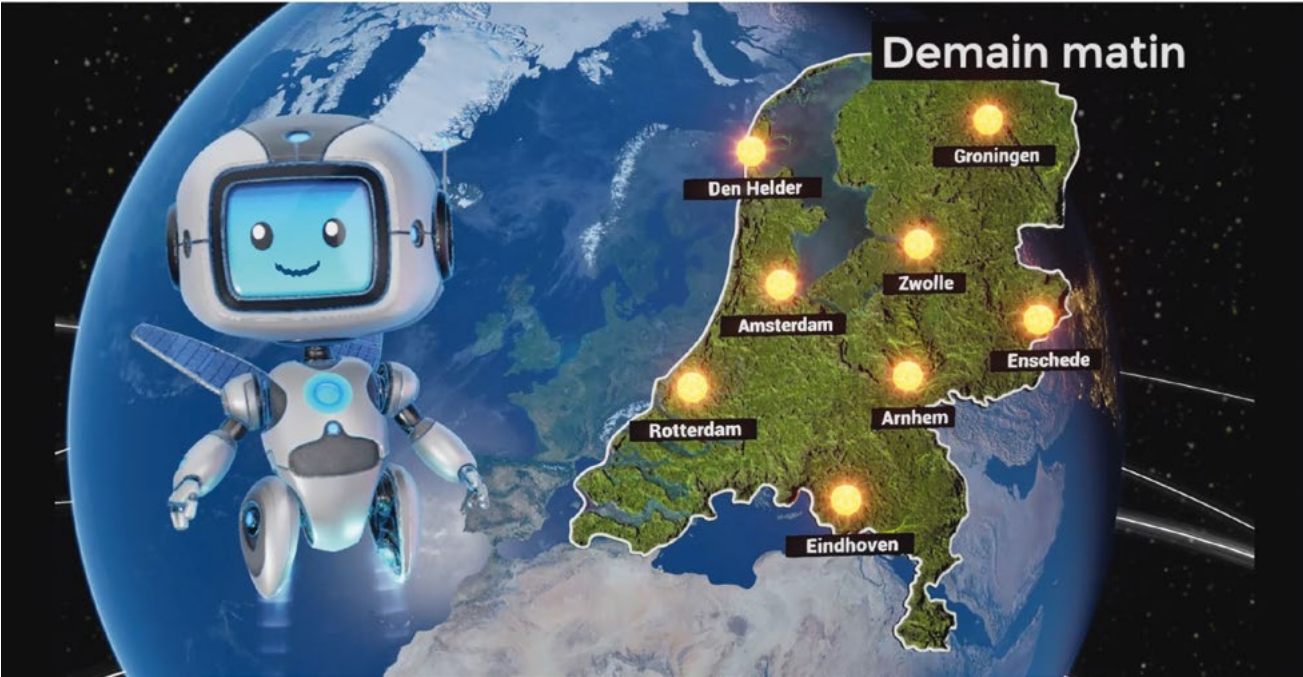 Demain matin
Groningen
Den Helder
Zwolle
Amsterdam
Enschede
Arnhem
Rotterdam
Eindhoven